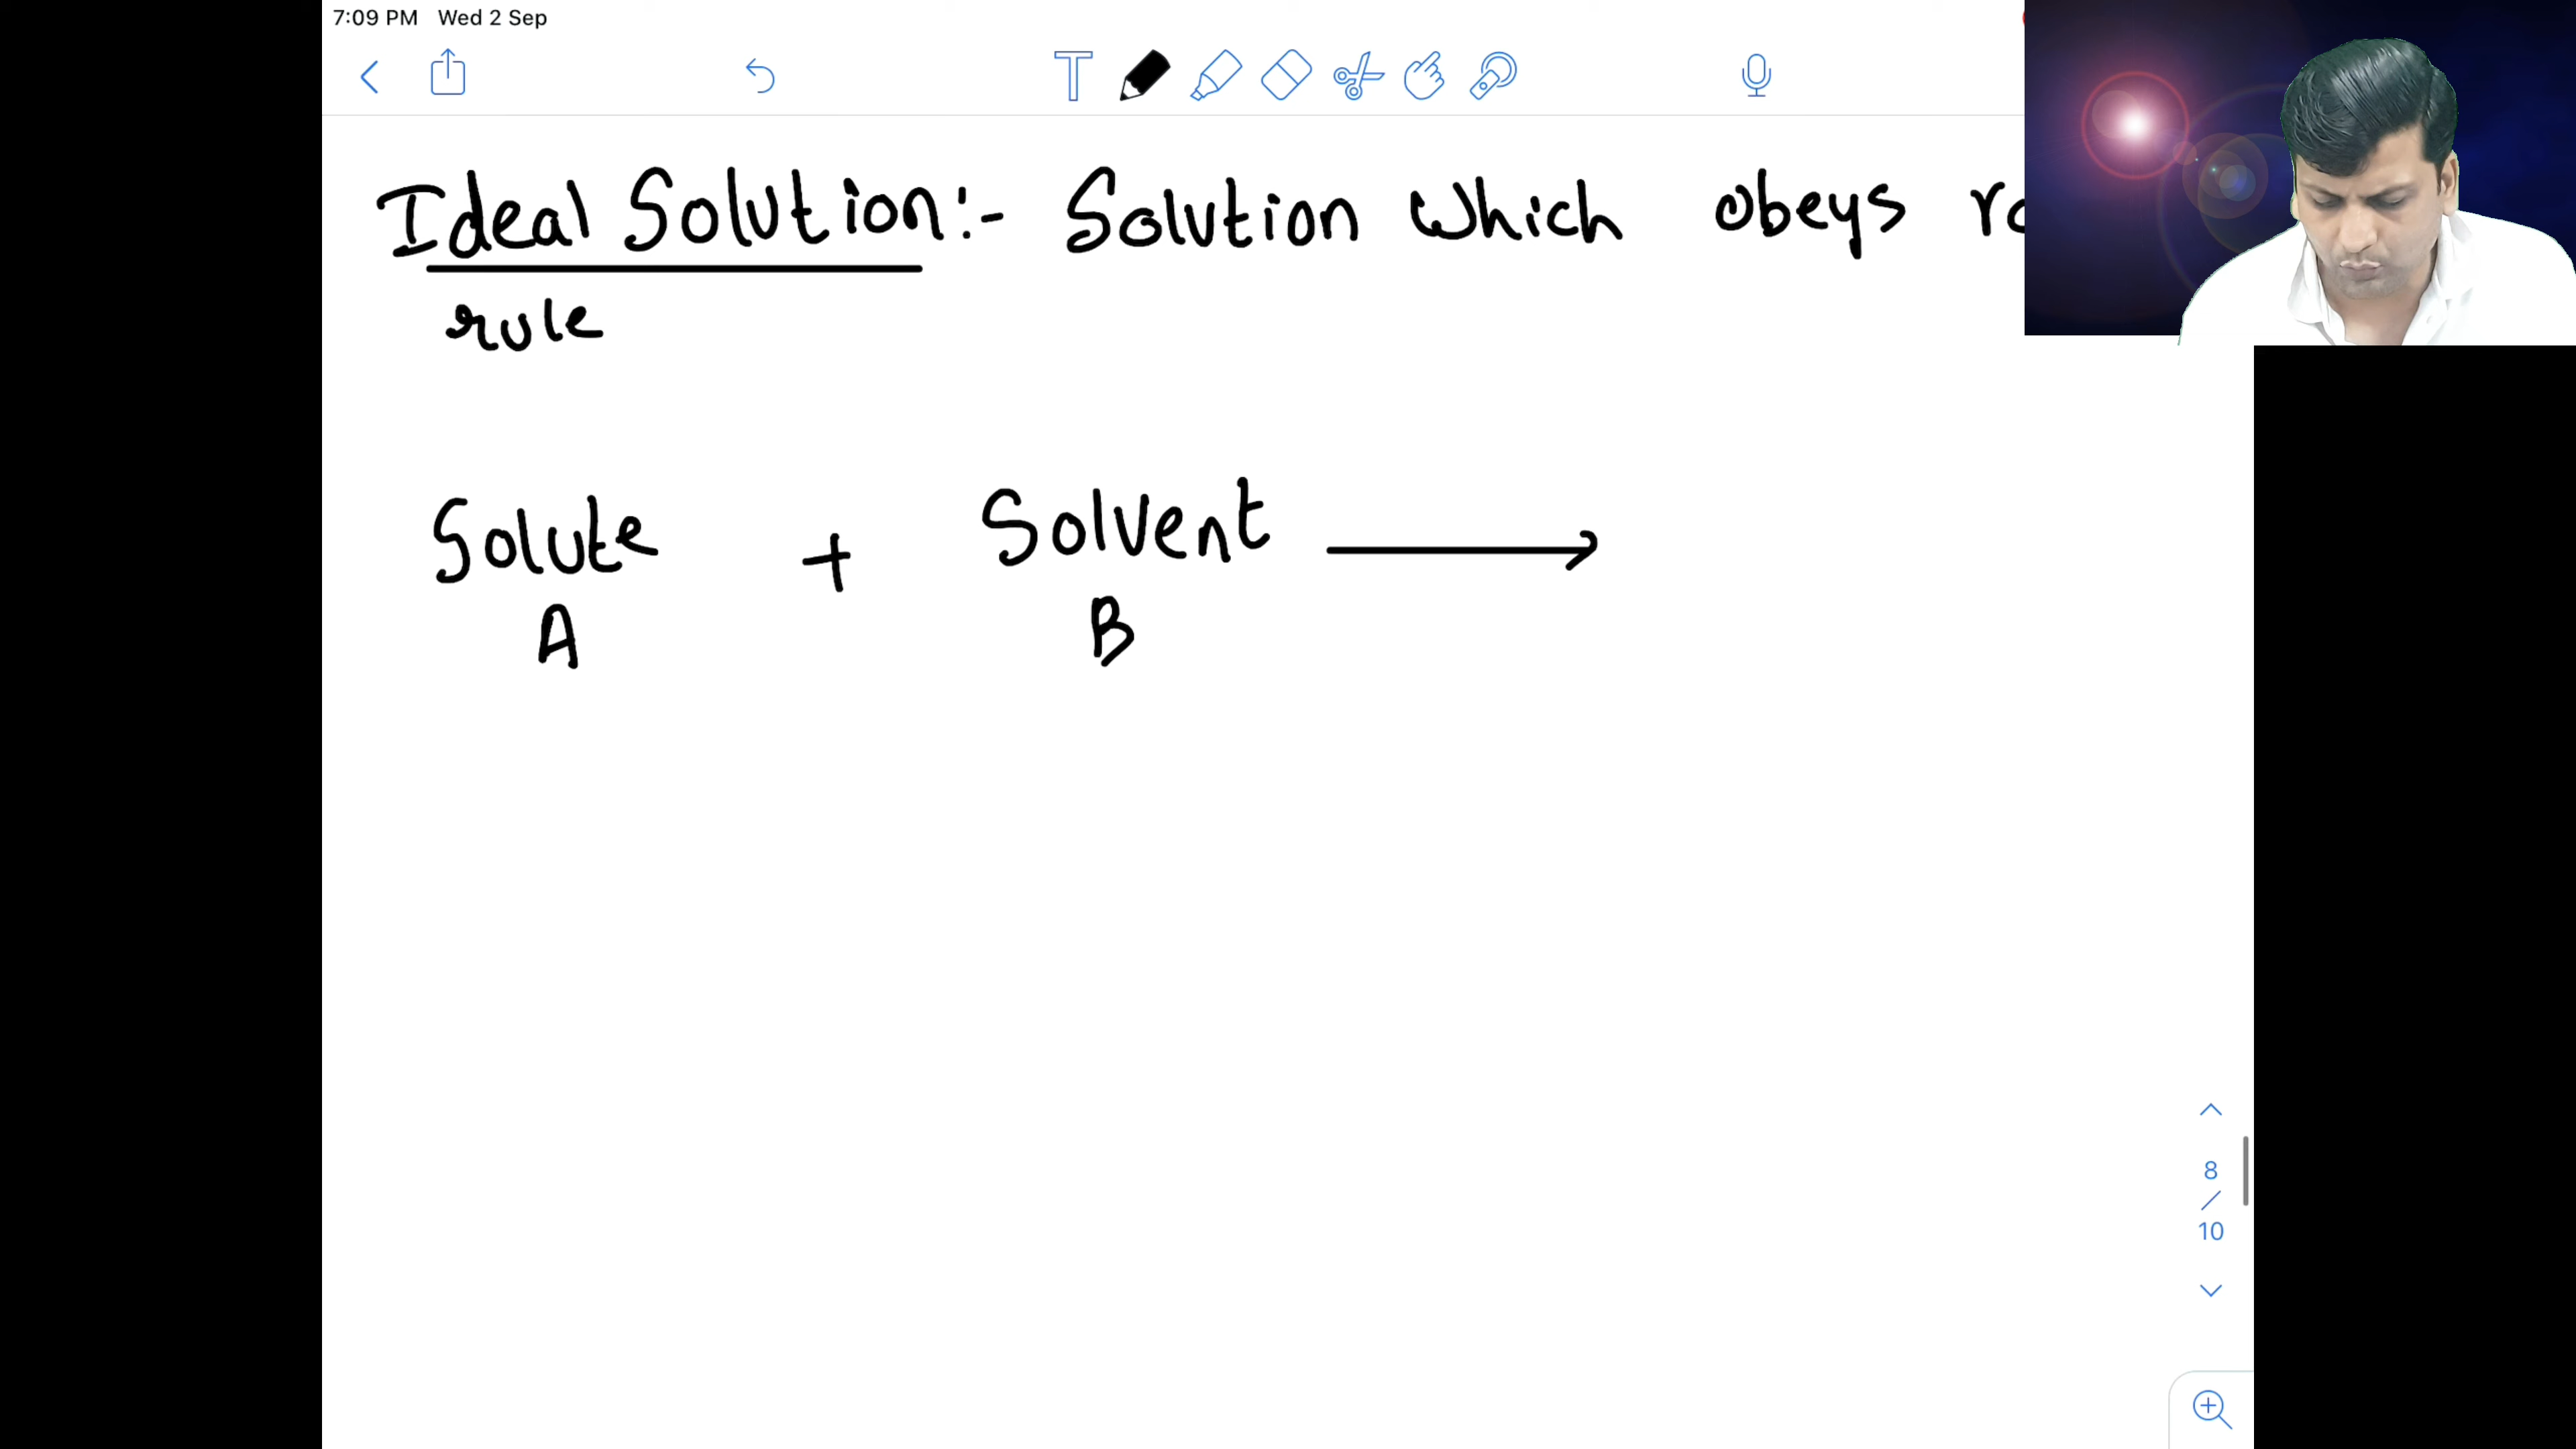 7:09 PM Wed 2 Sep
Ideal Solution:- Solution which obeys
rule
Solute + Solvent →
A B
8
/
10